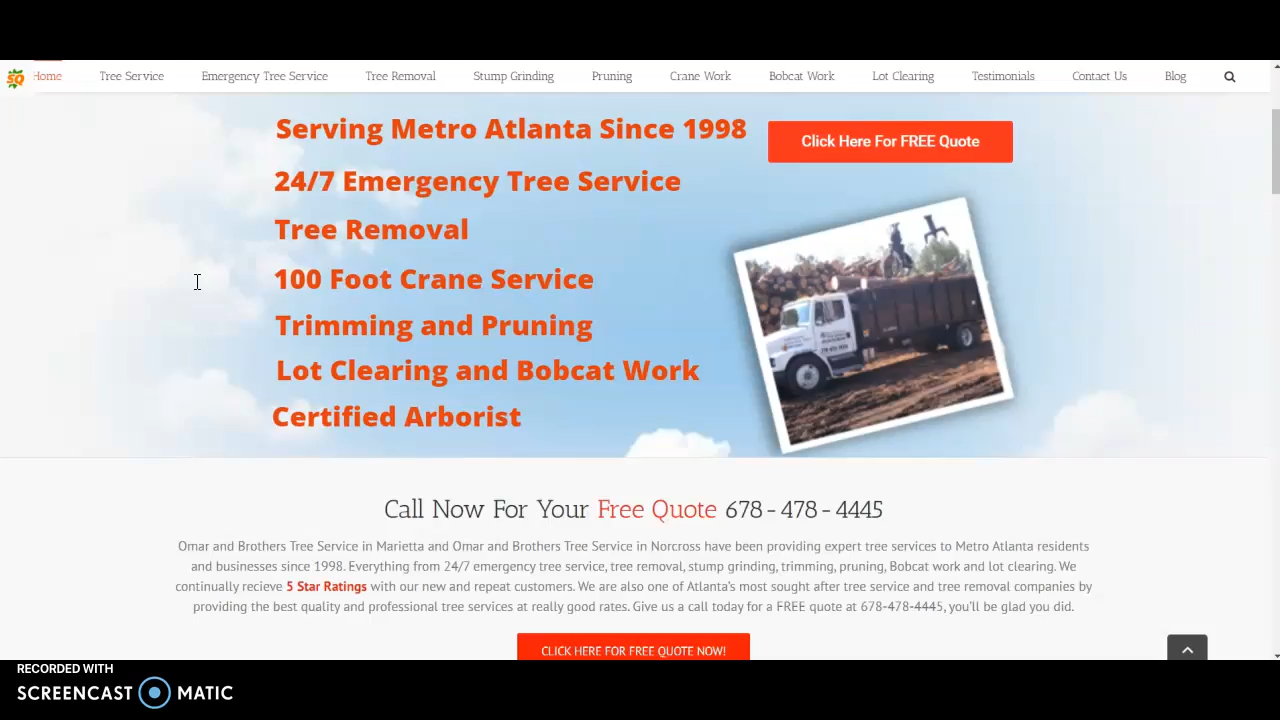 SQ
Home Tree Service Emergency Tree Service Tree Removal Stump Grinding Pruning Crane Work Bobcat Work Lot Clearing Testimonials Contact Us Blog
Serving Metro Atlanta Since 1998
Click Here For FREE Quote
24/7 Emergency Tree Service
Tree Removal
100 Foot Crane Service
Trimming and Pruning
Lot Clearing and Bobcat Work
Certified Arborist
Call Now For Your Free Quote 678-478-4445
Omar and Brothers Tree Service in Marietta and Omar and Brothers Tree Service in Norcross have been providing expert tree services to Metro Atlanta residents
and businesses since 1998. Everything from 24/7 emergency tree service, tree removal, stump grinding, trimming, pruning, Bobcat work and lot clearing. We
continually recieve 5 Star Ratings with our new and repeat customers. We are also one of Atlanta's most sought after tree service and tree removal companies by
providing the best quality and professional tree services at really good rates. Give us a call today for a FREE quote at 678-478-4445, you'll be glad you did.
CLICK HERE FOR FREE QUOTE NOW!
RECORDED WITH
SCREENCAST MATIC